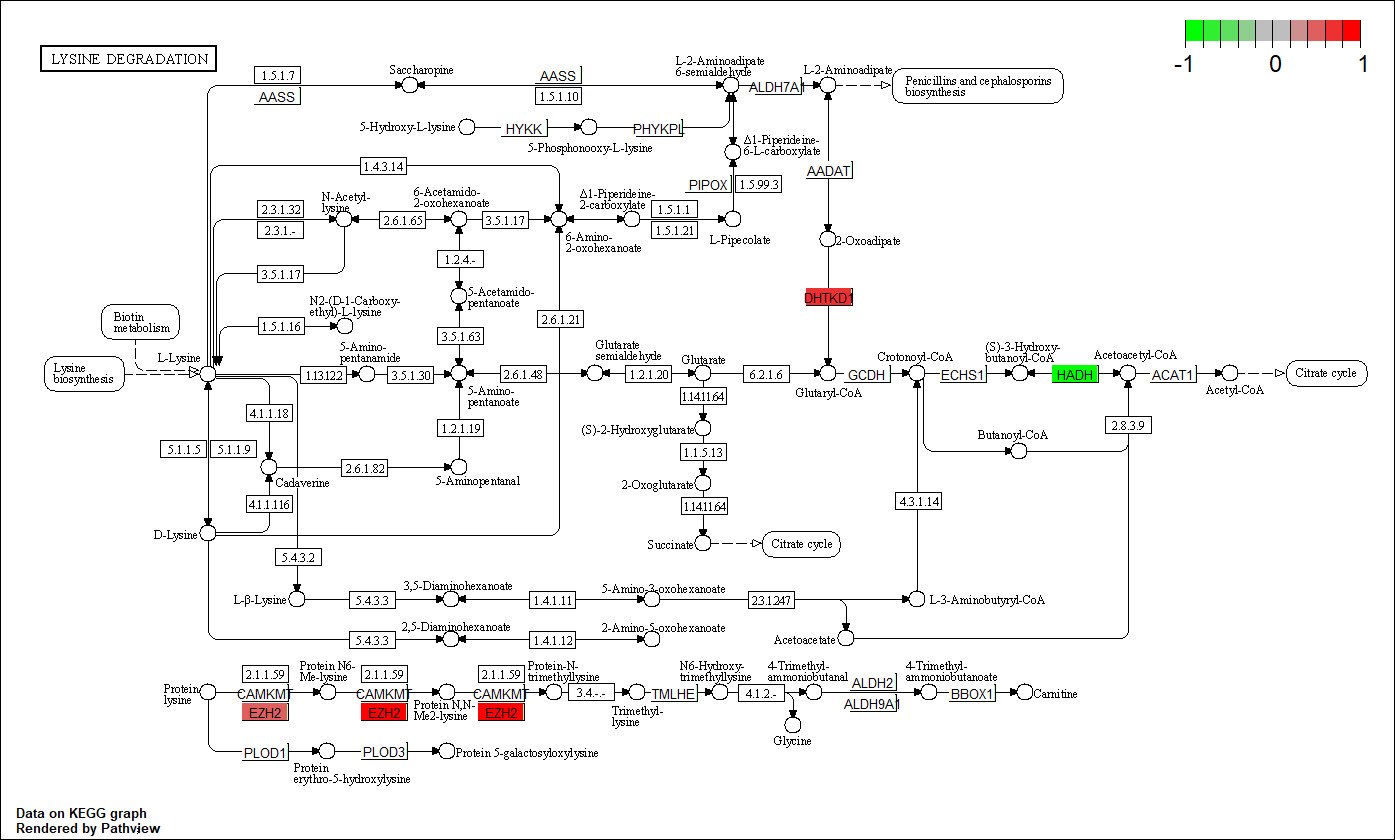 LYSINE DEGRADATION
-1 0 1
1.5.1.7
AASS
Saccharopine
AASS
1.5.1.10
L-2-Aminoadipate
6-semialdehyde
ALDH7A1
L-2-Aminoadipate
Penicillins and cephalosporins
biosynthesis
5-Hydroxy-L-lysine
HYKK
PHYKPL
5-Phosphonooxy-L-lysine
Δ1-Piperideine-
6-L-carboxylate
1.4.3.14
AADAT
PIPOX
1.5.99.3
N-Acetyl-
lysine
6-Acetamido-
2-oxohexanoate
Δ1-Piperideine-
2-carboxylate
2.3.1.32
2.3.1.-
2.6.1.65
3.5.1.17
1.5.1.1
1.5.1.21
6-Amino-
2-oxohexanoate
L-Pipecolate
2-Oxoadipate
1.2.4.-
3.5.1.17
5-Acetamido-
pentanoate
DHTKD1
N2-(D-1-Carboxy-
ethyl)-L-lysine
Biotin
metabolism
1.5.1.16
2.6.1.21
3.5.1.63
L-Lysine
5-Amino-
pentanamide
Glutarate
semialdehyde
Glutarate
Crotonoyl-CoA
(S)-3-Hydroxy-
butanoyl-CoA
Acetoacetyl-CoA
Lysine
biosynthesis
1.13.122
3.5.1.30
2.6.1.48
1.2.1.20
6.2.1.6
GCDH
ECHS1
HADH
ACAT1
Citrate cycle
5-Amino-
pentanoate
Glutaryl-CoA
Acetyl-CoA
1.14.11.64
4.1.1.18
1.2.1.19
(S)-2-Hydroxyglutarate
2.8.3.9
Butanoyl-CoA
5.1.1.5
5.1.1.9
1.1.5.13
2.6.1.82
Cadaverine
5-Aminopentanal
2-Oxoglutarate
4.1.1.116
1.14.11.64
4.3.1.14
D-Lysine
Succinate
Citrate cycle
5.4.3.2
3,5-Diaminohexanoate
5-Amino-3-oxohexanoate
L-β-Lysine
5.4.3.3
1.4.1.11
2.3.1.247
L-3-Aminobutyryl-CoA
2,5-Diaminohexanoate
2-Amino-5-oxohexanoate
5.4.3.3
1.4.1.12
Acetoacetate
2.1.1.59
Protein N6-
Me-lysine
2.1.1.59
2.1.1.59
Protein-N-
trimethyllysine
N6-Hydroxy-
trimethyllysine
4-Trimethyl-
ammoniobutanal
4-Trimethyl-
ammoniobutanoate
Protein
lysine
CAMKMT
EZH2
CAMKMT
EZH2
Protein N,N-
Me2-lysine
CAMKMT
EZH2
3.4.-.-
Trimethyl-
lysine
TMLHE
4.1.2.-
ALDH2
ALDH9A1
BBOX1
Carnitine
Glycine
PLOD1
Protein
erythro-5-hydroxylysine
PLOD3
Protein 5-galactosyloxylysine
Data on KEGG graph
Rendered by Pathview